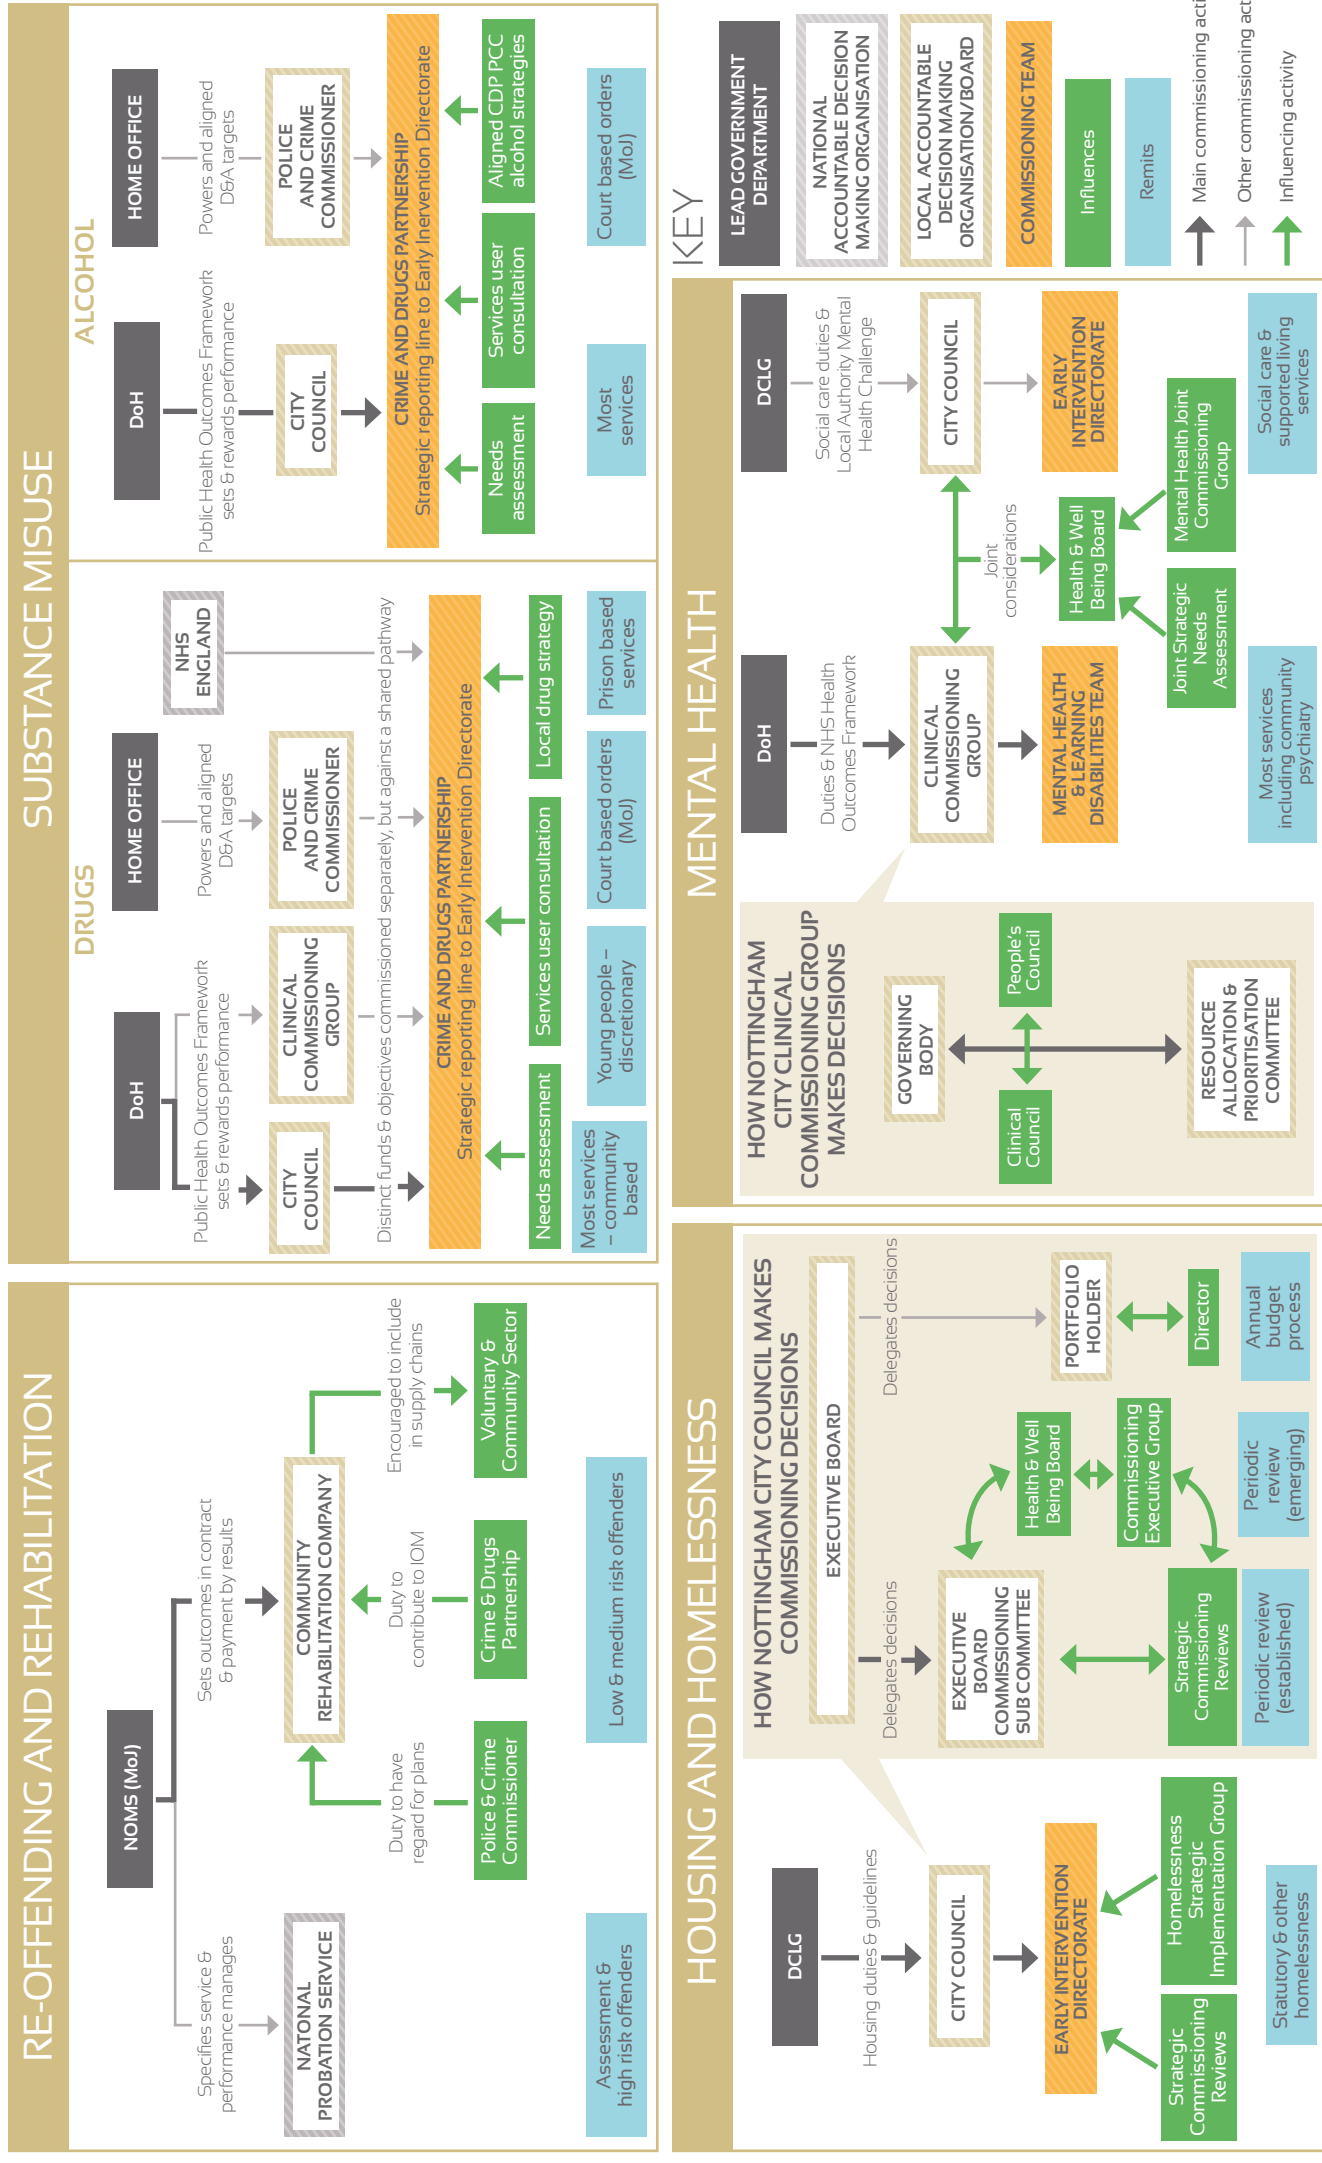 RE-OFFENDING AND REHABILITATION
NOMS (MoJ)
Specifies service &
performance manages
Sets outcomes in contract
& payment by results
NATONAL
PROBATION SERVICE
COMMUNITY
REHABILITATION COMPANY
Duty to have
regard for plans
Duty to
contribute to IOM
Encouraged to include
in supply chains
Police & Crime
Commissioner
Crime & Drugs
Partnership
Voluntary &
Community Sector
Assessment &
high risk offenders
Low & medium risk offenders
SUBSTANCE MISUSE
DRUGS
DoH
HOME OFFICE
NHS
ENGLAND
Public Health Outcomes Framework
sets & rewards performance
Powers and aligned
D&A targets
CITY
COUNCIL
CLINICAL
COMMISSIONING
GROUP
POLICE
AND CRIME
COMMISSIONER
Distinct funds & objectives commissioned separately, but against a shared pathway
CRIME AND DRUGS PARTNERSHIP
Strategic reporting line to Early Intervention Directorate
Needs assessment
Services user consultation
Local drug strategy
Most services
– community
based
Young people –
discretionary
Court based orders
(MoJ)
Prison based
services
ALCOHOL
DoH
HOME OFFICE
Public Health Outcomes Framework
sets & rewards performance
Powers and aligned
D&A targets
CITY
COUNCIL
POLICE
AND CRIME
COMMISSIONER
CRIME AND DRUGS PARTNERSHIP
Strategic reporting line to Early Inervention Directorate
Needs
assessment
Services user
consultation
Aligned CDP PCC
alcohol strategies
Most
services
Court based orders
(MoJ)
HOUSING AND HOMELESSNESS
DCLG
Housing duties & guidelines
CITY COUNCIL
EARLY INTERVENTION
DIRECTORATE
Strategic
Commissioning
Reviews
Homelessness
Strategic
Implementation Group
Statutory & other
homelessness
HOW NOTTINGHAM CITY COUNCIL MAKES
COMMISSIONING DECISIONS
EXECUTIVE BOARD
Delegates decisions
Delegates decisions
EXECUTIVE
BOARD
COMMISSIONING
SUB COMMITTEE
Health & Well
Being Board
PORTFOLIO
HOLDER
Commissioning
Executive Group
Strategic
Commissioning
Reviews
Director
Periodic review
(established)
Periodic
review
(emerging)
Annual
budget
process
MENTAL HEALTH
HOW NOTTINGHAM
CITY CLINICAL
COMMISSIONING GROUP
MAKES DECISIONS
GOVERNING
BODY
Clinical
Council
People's
Council
RESOURCE
ALLOCATION &
PRIORITISATION
COMMITTEE
DoH
DCLG
Duties & NHS Health
Outcomes Framework
Social care duties &
Local Authority Mental
Health Challenge
CLINICAL
COMMISSIONING
GROUP
CITY COUNCIL
Joint
considerations
MENTAL HEALTH
& LEARNING
DISABILITIES TEAM
Health & Well
Being Board
EARLY
INTERVENTION
DIRECTORATE
Joint Strategic
Needs
Assessment
Mental Health Joint
Commissioning
Group
Most services
including community
psychiatry
Social care &
supported living
services
KEY
LEAD GOVERNMENT
DEPARTMENT
NATIONAL
ACCOUNTABLE DECISION
MAKING ORGANISATION
LOCAL ACCOUNTABLE
DECISION MAKING
ORGANISATION/BOARD
COMMISSIONING TEAM
Influences
Remits
Main commissioning acti
Other commissioning act
Influencing activity